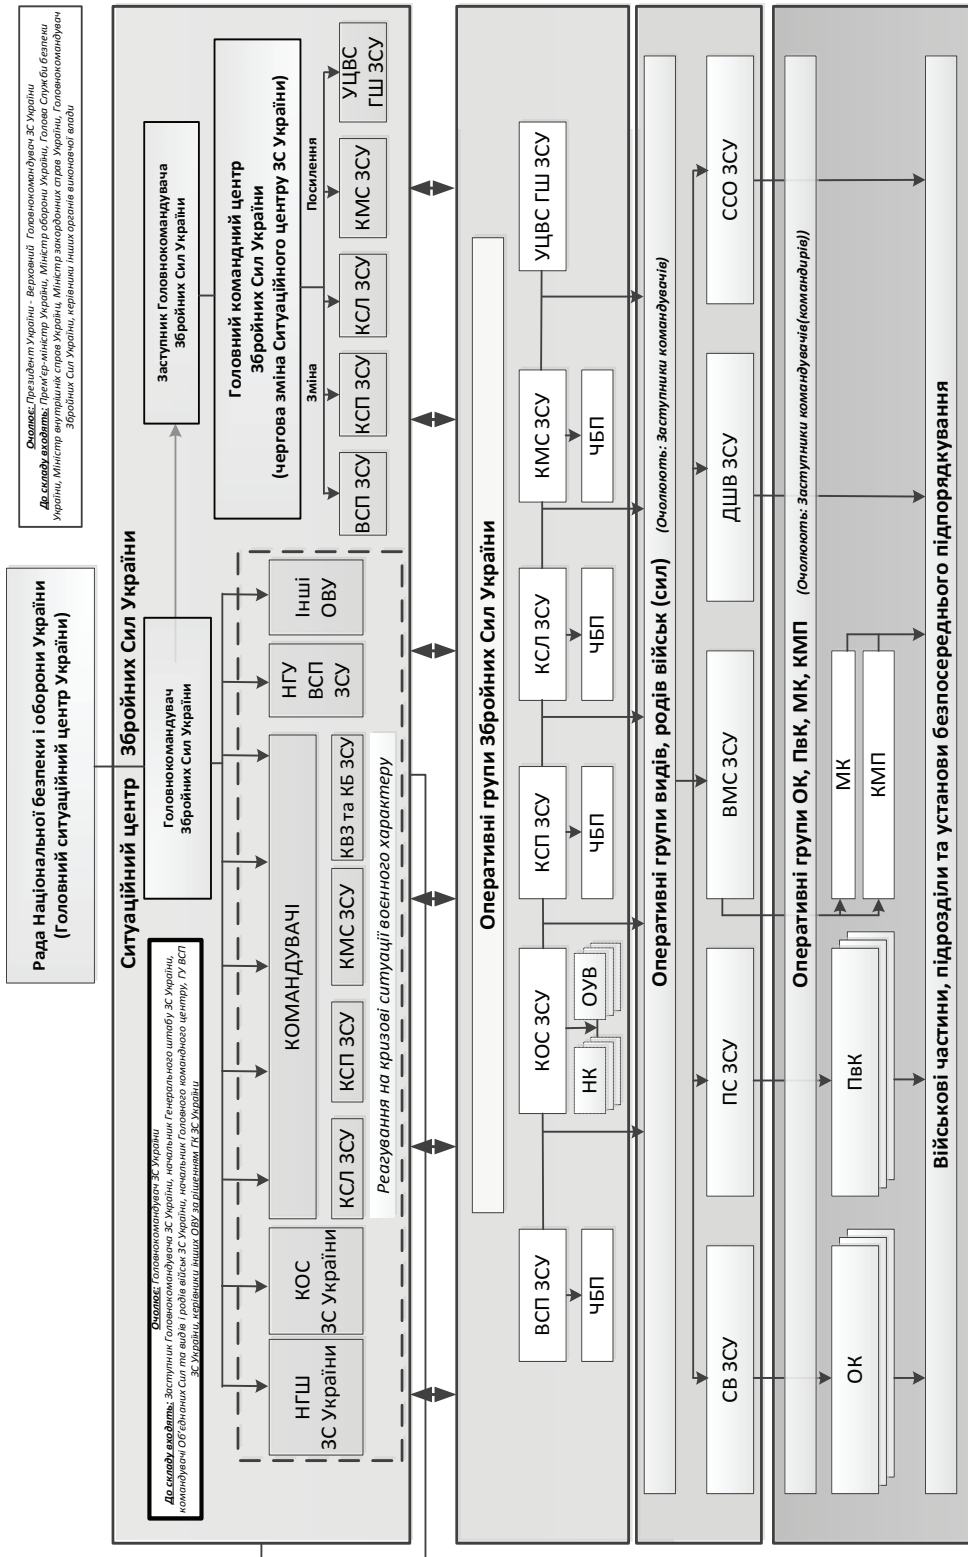 Рада Національної безпеки і оборони України
(Головний ситуаційний центр України)
Очолює: Президент України - Верховний Головнокомандувач ЗС України
До складу входять: Прем'єр-міністр України, Міністр оборони України, Голова Служби безпеки
України, Міністр внутрішніх справ України, Міністр закордонних справ України, Головнокомандувач
Збройних Сил України, керівники інших органів виконавчої влади
Ситуаційний центр Збройних Сил України
Очолює: Головнокомандувач ЗС України
До складу входять: Заступник Головнокомандувача ЗС України, начальник Генерального штабу ЗС України,
командувачі Об'єднаних Сил та видів і родів військ ЗС України, начальник Головного командного центру, ГУ ВСП
ЗС України, керівники інших ОВУ за рішенням ГК ЗС України
Головнокомандувач
Збройних Сил України
Заступник Головнокомандувача
Збройних Сил України
НГШ
ЗС України
КОС
ЗС України
КОМАНДУВАЧІ
КСЛ ЗСУ
КСП ЗСУ
КМС ЗСУ
КВЗ та КБ ЗСУ
НГУ
ВСП
ЗСУ
Інші
ОВУ
Реагування на кризові ситуації воєнного характеру
Головний командний центр
Збройних Сил України
(чергова зміна Ситуаційного центру ЗС України)
Зміна
Посилення
ВСП ЗСУ
КСП ЗСУ
КСЛ ЗСУ
КМС ЗСУ
УЦВС
ГШ ЗСУ
Оперативні групи Збройних Сил України
ВСП ЗСУ
КОС ЗСУ
КСП ЗСУ
КСЛ ЗСУ
КМС ЗСУ
УЦВС ГШ ЗСУ
ЧБП
НК
ОУВ
ЧБП
ЧБП
ЧБП
Оперативні групи видів, родів військ (сил) (Очолюють: Заступники командувачів)
СВ ЗСУ
ПС ЗСУ
ВМС ЗСУ
ДШВ ЗСУ
ССО ЗСУ
Оперативні групи ОК, ПвК, МК, КМП (Очолюють: Заступники командувачів(командирів))
ОК
ПвК
МК
КМП
Військові частини, підрозділи та установи безпосереднього підпорядкування